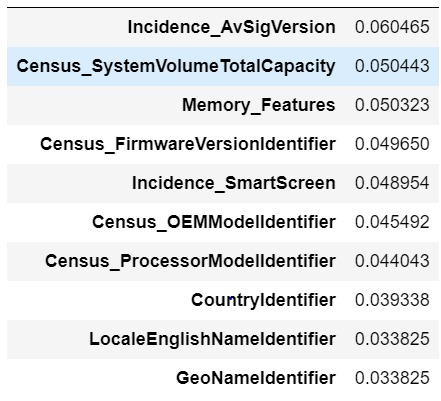 Incidence_AvSigVersion 0.060465
Census_SystemVolumeTotalCapacity 0.050443
Memory_Features 0.050323
Census_FirmwareVersionIdentifier 0.049650
Incidence_SmartScreen 0.048954
Census_OEMModelIdentifier 0.045492
Census_ProcessorModelIdentifier 0.044043
CountryIdentifier 0.039338
LocaleEnglishNameIdentifier 0.033825
GeoNameIdentifier 0.033825